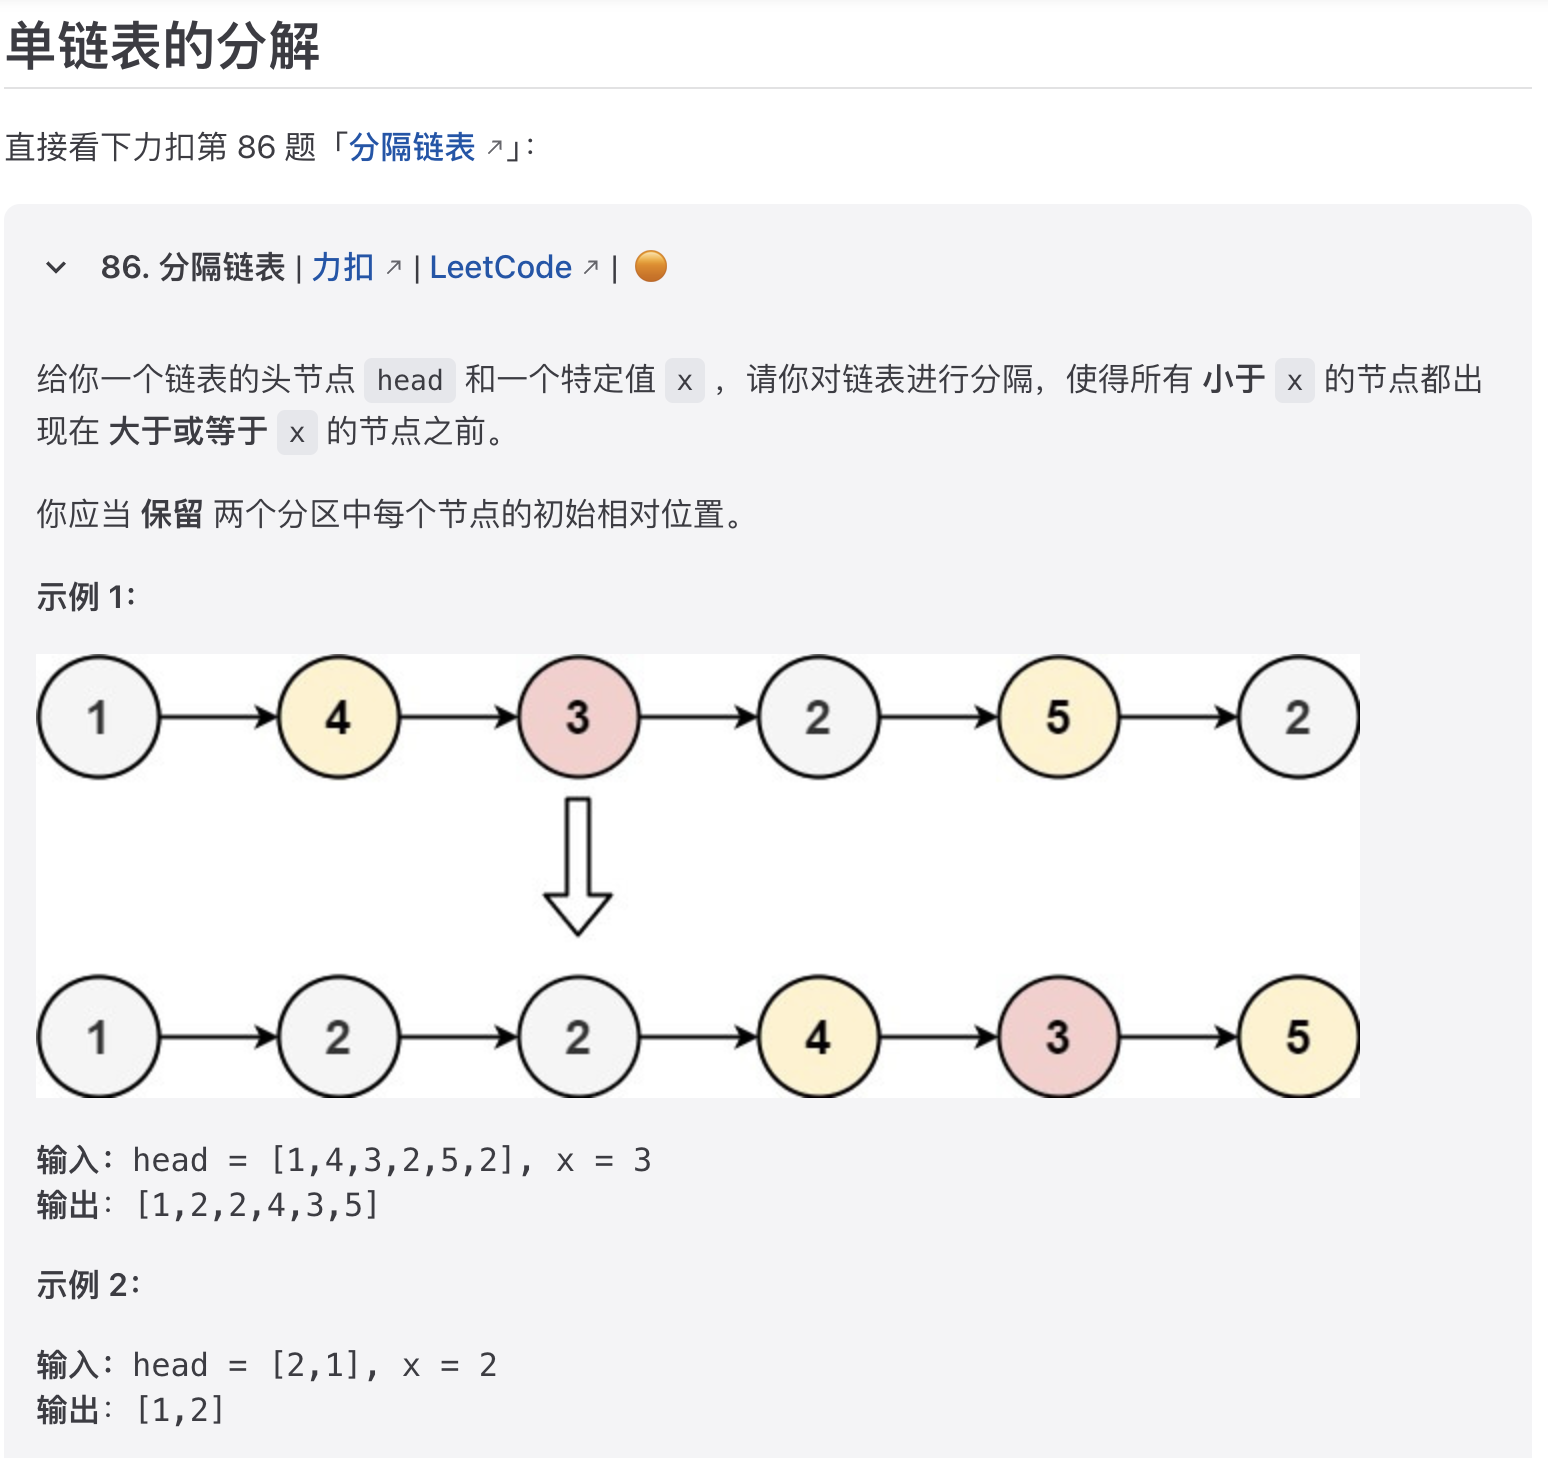 单链表的分解
直接看下力扣第 86 题「分隔链表 ↗」：
86. 分隔链表 | 力扣 ↗ | LeetCode ↗ | 🟠
给你一个链表的头节点 head 和一个特定值 x ，请你对链表进行分隔，使得所有 小于 x 的节点都出
现在 大于或等于 x 的节点之前。
你应当 保留 两个分区中每个节点的初始相对位置。
示例 1：
1 4 3 2 5 2
1 2 2 4 3 5
输入：head = [1,4,3,2,5,2], x = 3
输出：[1,2,2,4,3,5]
示例 2：
输入：head = [2,1], x = 2
输出：[1,2]